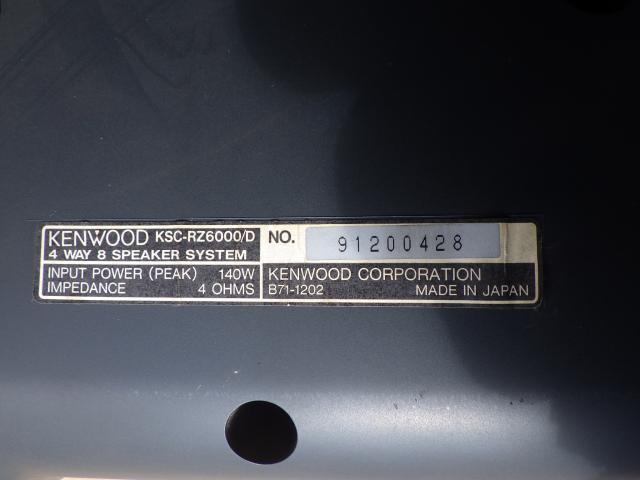 KENWOOD KSC-RZ6000/D
4 WAY 8 SPEAKER SYSTEM
INPUT POWER (PEAK) 140W
IMPEDANCE 4 OHMS
NO. 91200428
KENWOOD CORPORATION
B71-1202 MADE IN JAPAN